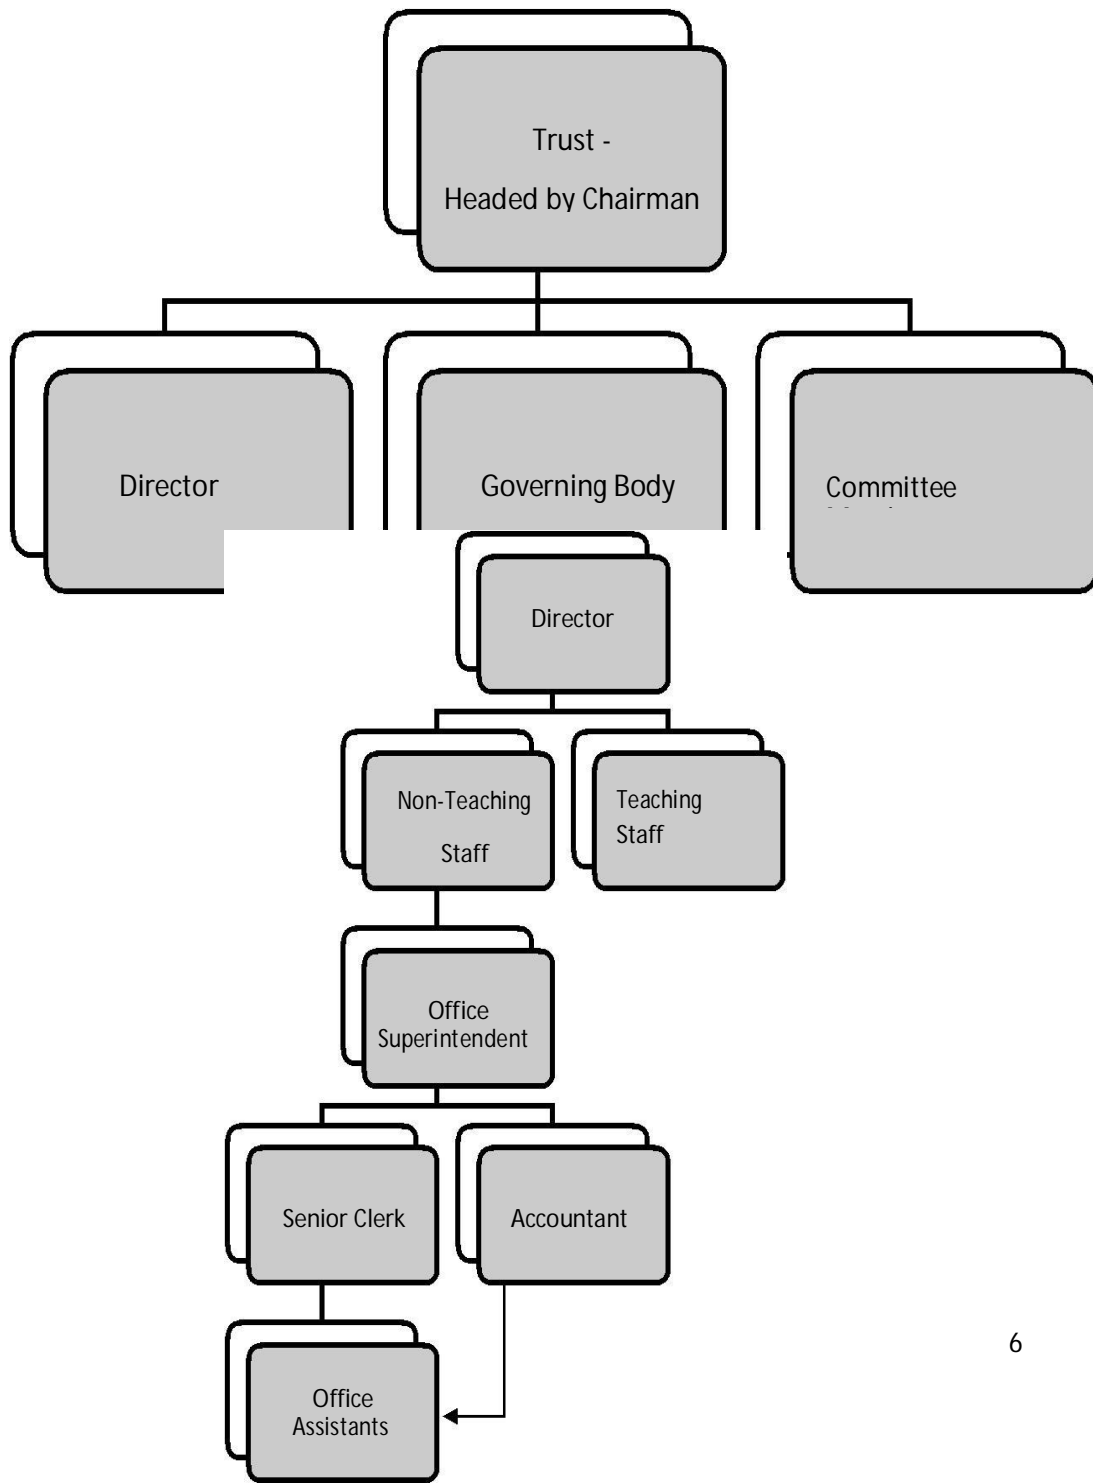 Trust -
Headed by Chairman
Director
Governing Body
Committee
Director
Non-Teaching
Staff
Teaching
Staff
Office
Superintendent
Senior Clerk
Accountant
6
Office
Assistants